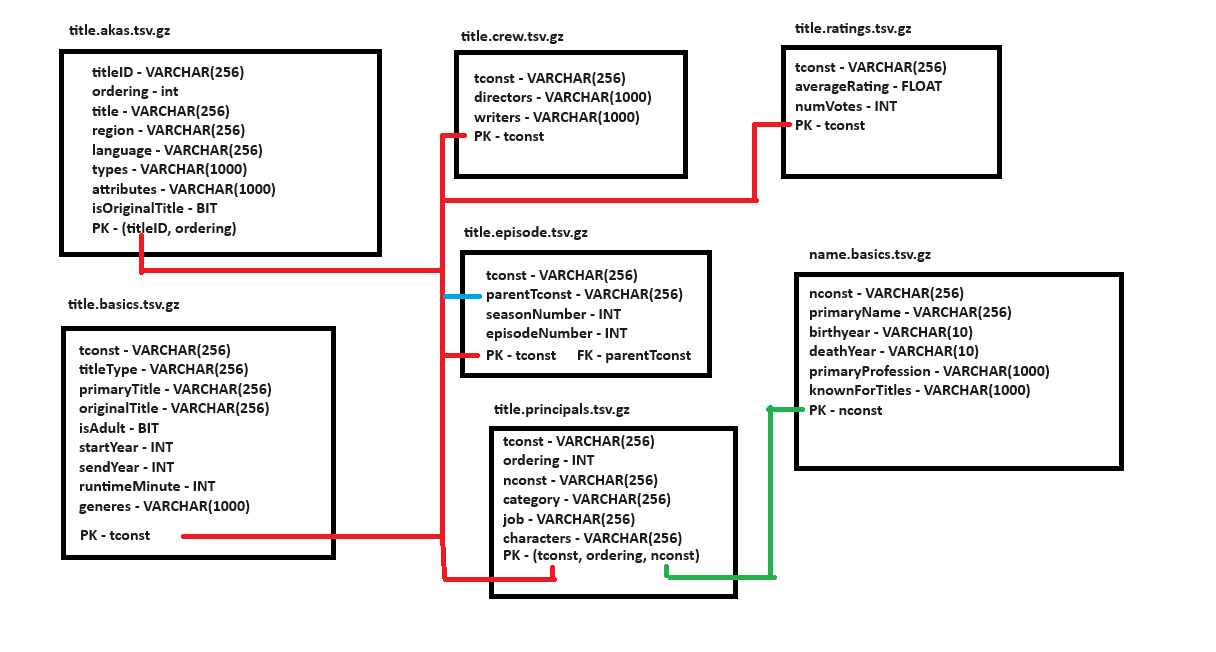 title.akas.tsv.gz
titleID - VARCHAR(256)
ordering - int
title - VARCHAR(256)
region - VARCHAR(256)
language - VARCHAR(256)
types - VARCHAR(1000)
attributes - VARCHAR(1000)
isOriginalTitle - BIT
PK - (titleID, ordering)
title.crew.tsv.gz
tconst - VARCHAR(256)
directors - VARCHAR(1000)
writers - VARCHAR(1000)
PK - tconst
title.ratings.tsv.gz
tconst - VARCHAR(256)
averageRating - FLOAT
numVotes - INT
PK - tconst
title.episode.tsv.gz
tconst - VARCHAR(256)
parentTconst - VARCHAR(256)
seasonNumber - INT
episodeNumber - INT
PK - tconst FK - parentTconst
name.basics.tsv.gz
nconst - VARCHAR(256)
primaryName - VARCHAR(256)
birthyear - VARCHAR(10)
deathYear - VARCHAR(10)
primaryProfession - VARCHAR(1000)
knownForTitles - VARCHAR(1000)
PK - nconst
title.basics.tsv.gz
tconst - VARCHAR(256)
titleType - VARCHAR(256)
primaryTitle - VARCHAR(256)
originalTitle - VARCHAR(256)
isAdult - BIT
startYear - INT
sendYear - INT
runtimeMinute - INT
generes - VARCHAR(1000)
PK - tconst
title.principals.tsv.gz
tconst - VARCHAR(256)
ordering - INT
nconst - VARCHAR(256)
category - VARCHAR(256)
job - VARCHAR(256)
characters - VARCHAR(256)
PK - (tconst, ordering, nconst)